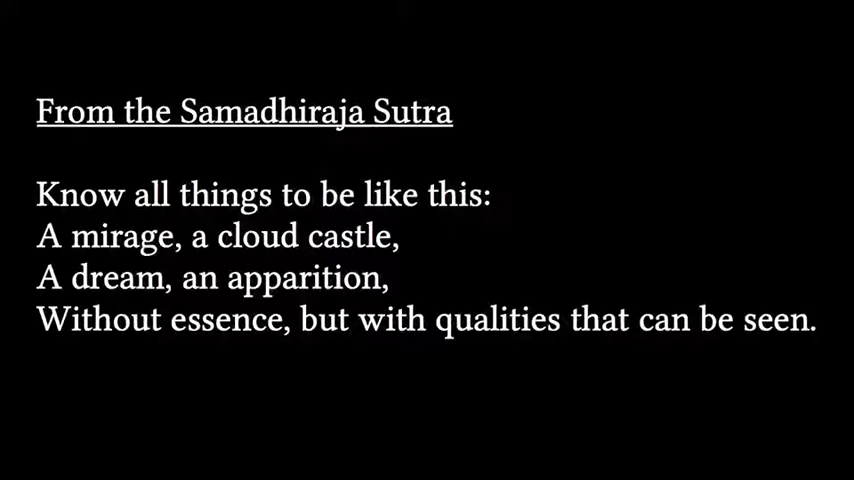 From the Samadhiraja Sutra
Know all things to be like this:
A mirage, a cloud castle,
A dream, an apparition,
Without essence, but with qualities that can be seen.